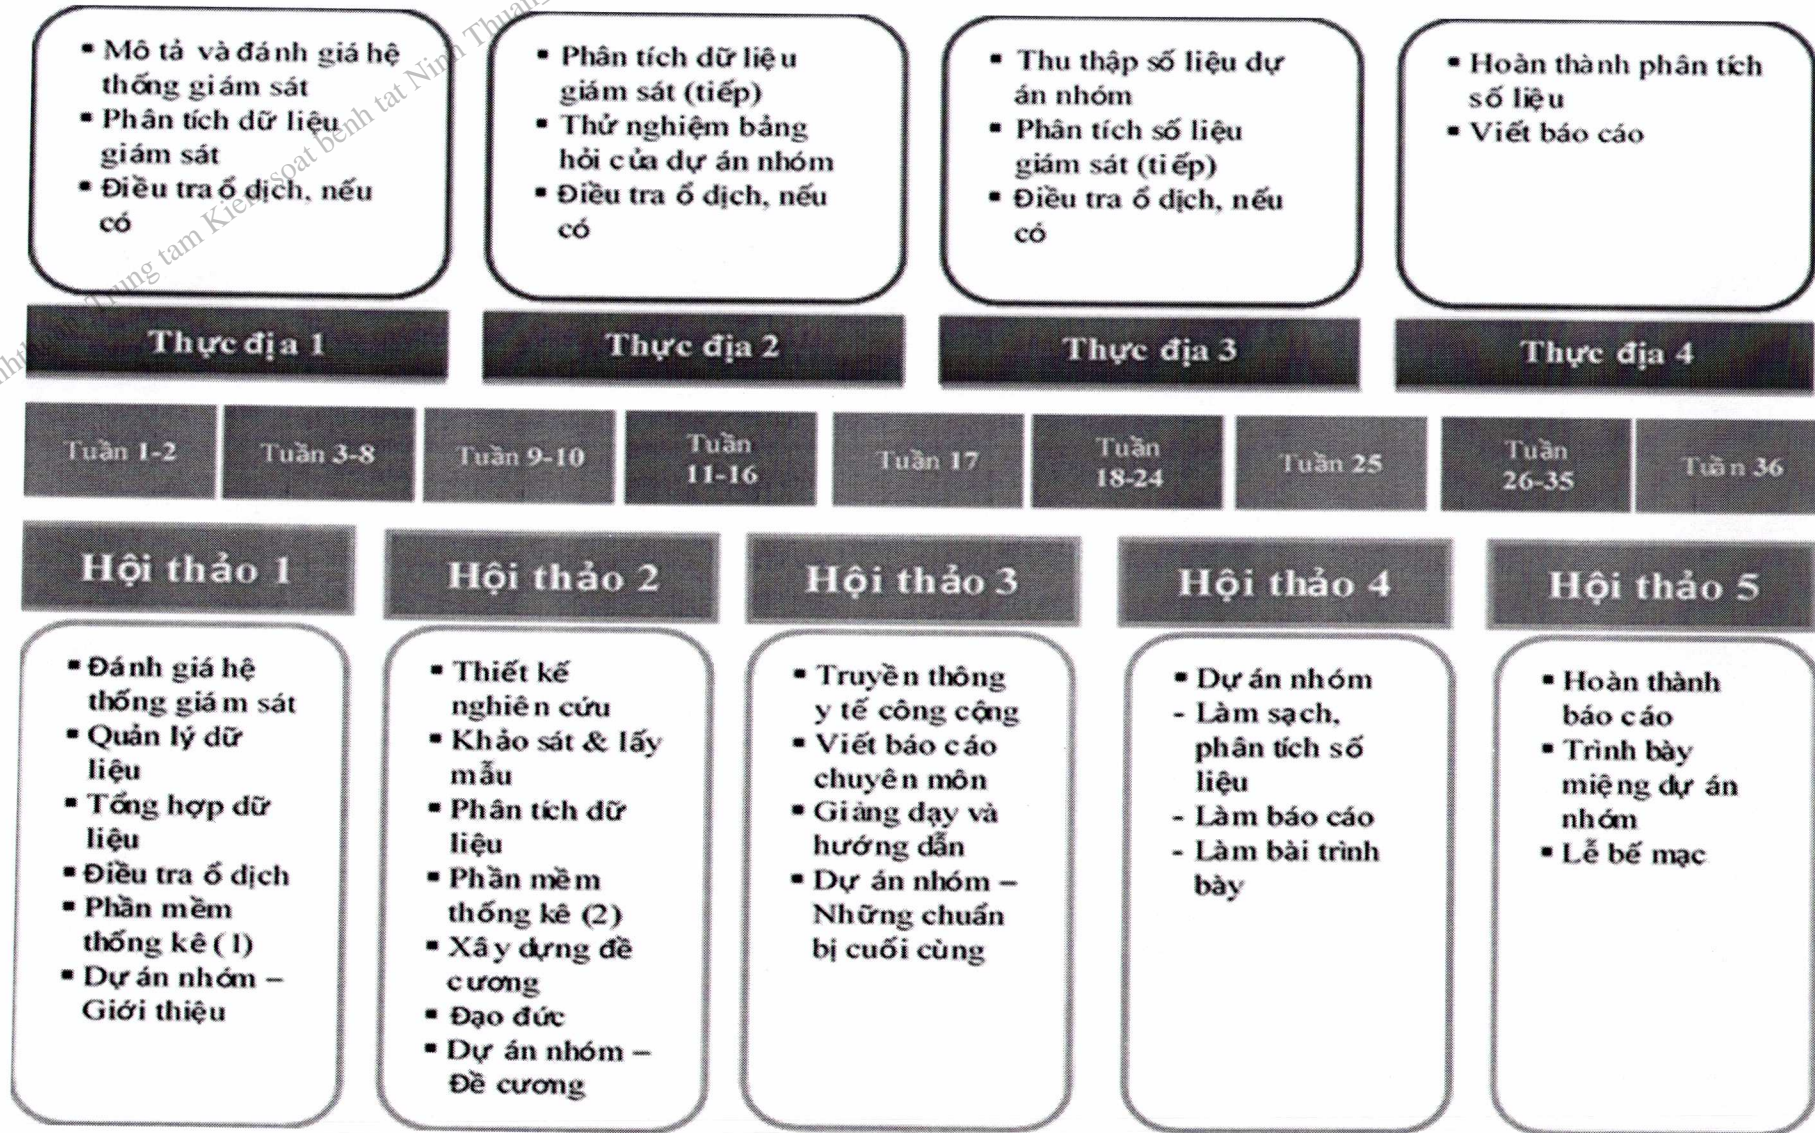 Mô tả và đánh giá hệ
thống giám sát
Phân tích dữ liệu
giám sát
Điều tra ổ dịch, nếu
có
Phân tích dữ liệu
giám sát (tiếp)
Thử nghiệm bảng
hỏi của dự án nhóm
Điều tra ổ dịch, nếu
có
Thu thập số liệu dự
án nhóm
Phân tích số liệu
giám sát (tiếp)
Điều tra ổ dịch, nếu
có
Hoàn thành phân tích
số liệu
Viết báo cáo
Trung tam Kiem soat benh tat Ninh Thuan
Thực địa 1
Thực địa 2
Thực địa 3
Thực địa 4
Tuần 1-2
Tuần 3-8
Tuần 9-10
Tuần
11-16
Tuần 17
Tuần
18-24
Tuần 25
Tuần
26-35
Tuần 36
Hội thảo 1
Hội thảo 2
Hội thảo 3
Hội thảo 4
Hội thảo 5
Đánh giá hệ
thống giám sát
Quản lý dữ
liệu
Tổng hợp dữ
liệu
Điều tra ổ dịch
Phần mềm
thống kê (1)
Dự án nhóm –
Giới thiệu
Thiết kế
nghiên cứu
Khảo sát & lấy
mẫu
Phân tích dữ
liệu
Phần mềm
thống kê (2)
Xây dựng đề
cương
Đạo đức
Dự án nhóm –
Đề cương
Truyền thông
y tế công cộng
Viết báo cáo
chuyên môn
Giảng dạy và
hướng dẫn
Dự án nhóm –
Những chuẩn
bị cuối cùng
Dự án nhóm
- Làm sạch,
phân tích số
liệu
- Làm báo cáo
- Làm bài trình
bày
Hoàn thành
báo cáo
Trình bày
miệng dự án
nhóm
Lễ bế mạc